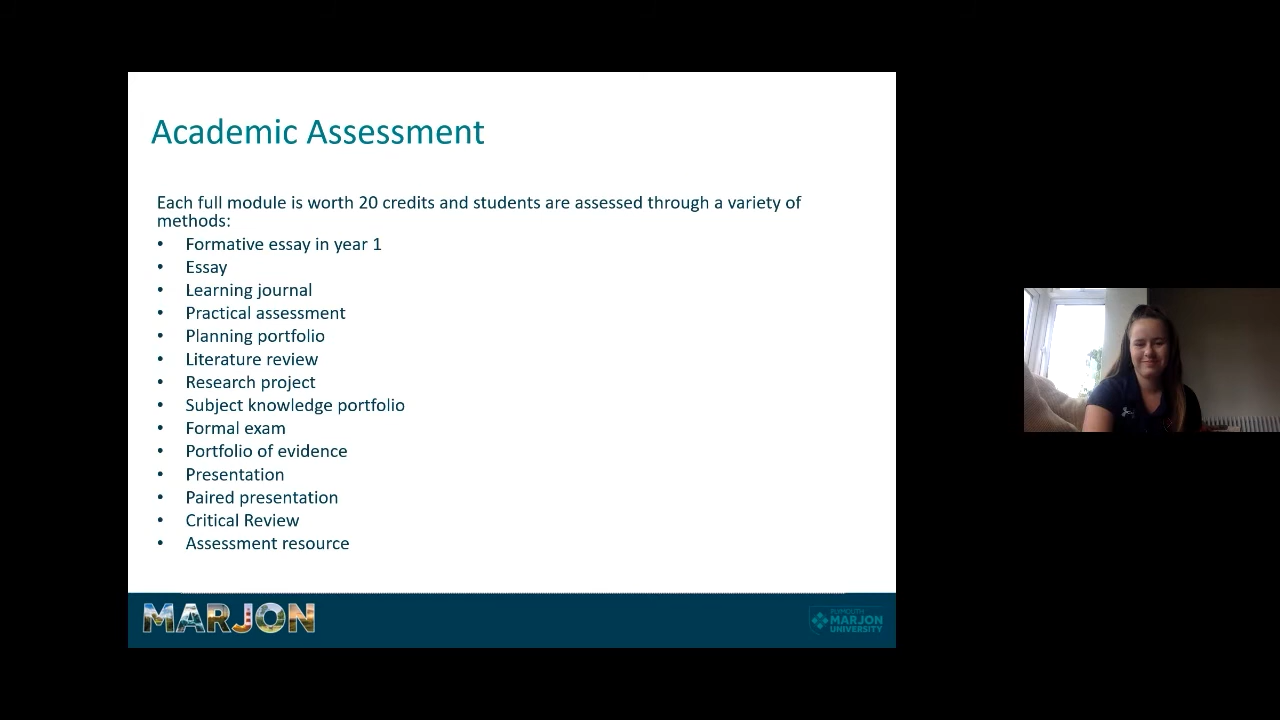 Academic Assessment
Each full module is worth 20 credits and students are assessed through a variety of
methods:
• Formative essay in year 1
• Essay
• Learning journal
• Practical assessment
• Planning portfolio
• Literature review
• Research project
• Subject knowledge portfolio
• Formal exam
• Portfolio of evidence
• Presentation
• Paired presentation
• Critical Review
• Assessment resource
MARJON
PLYMOUTH
MARJON
UNIVERSITY